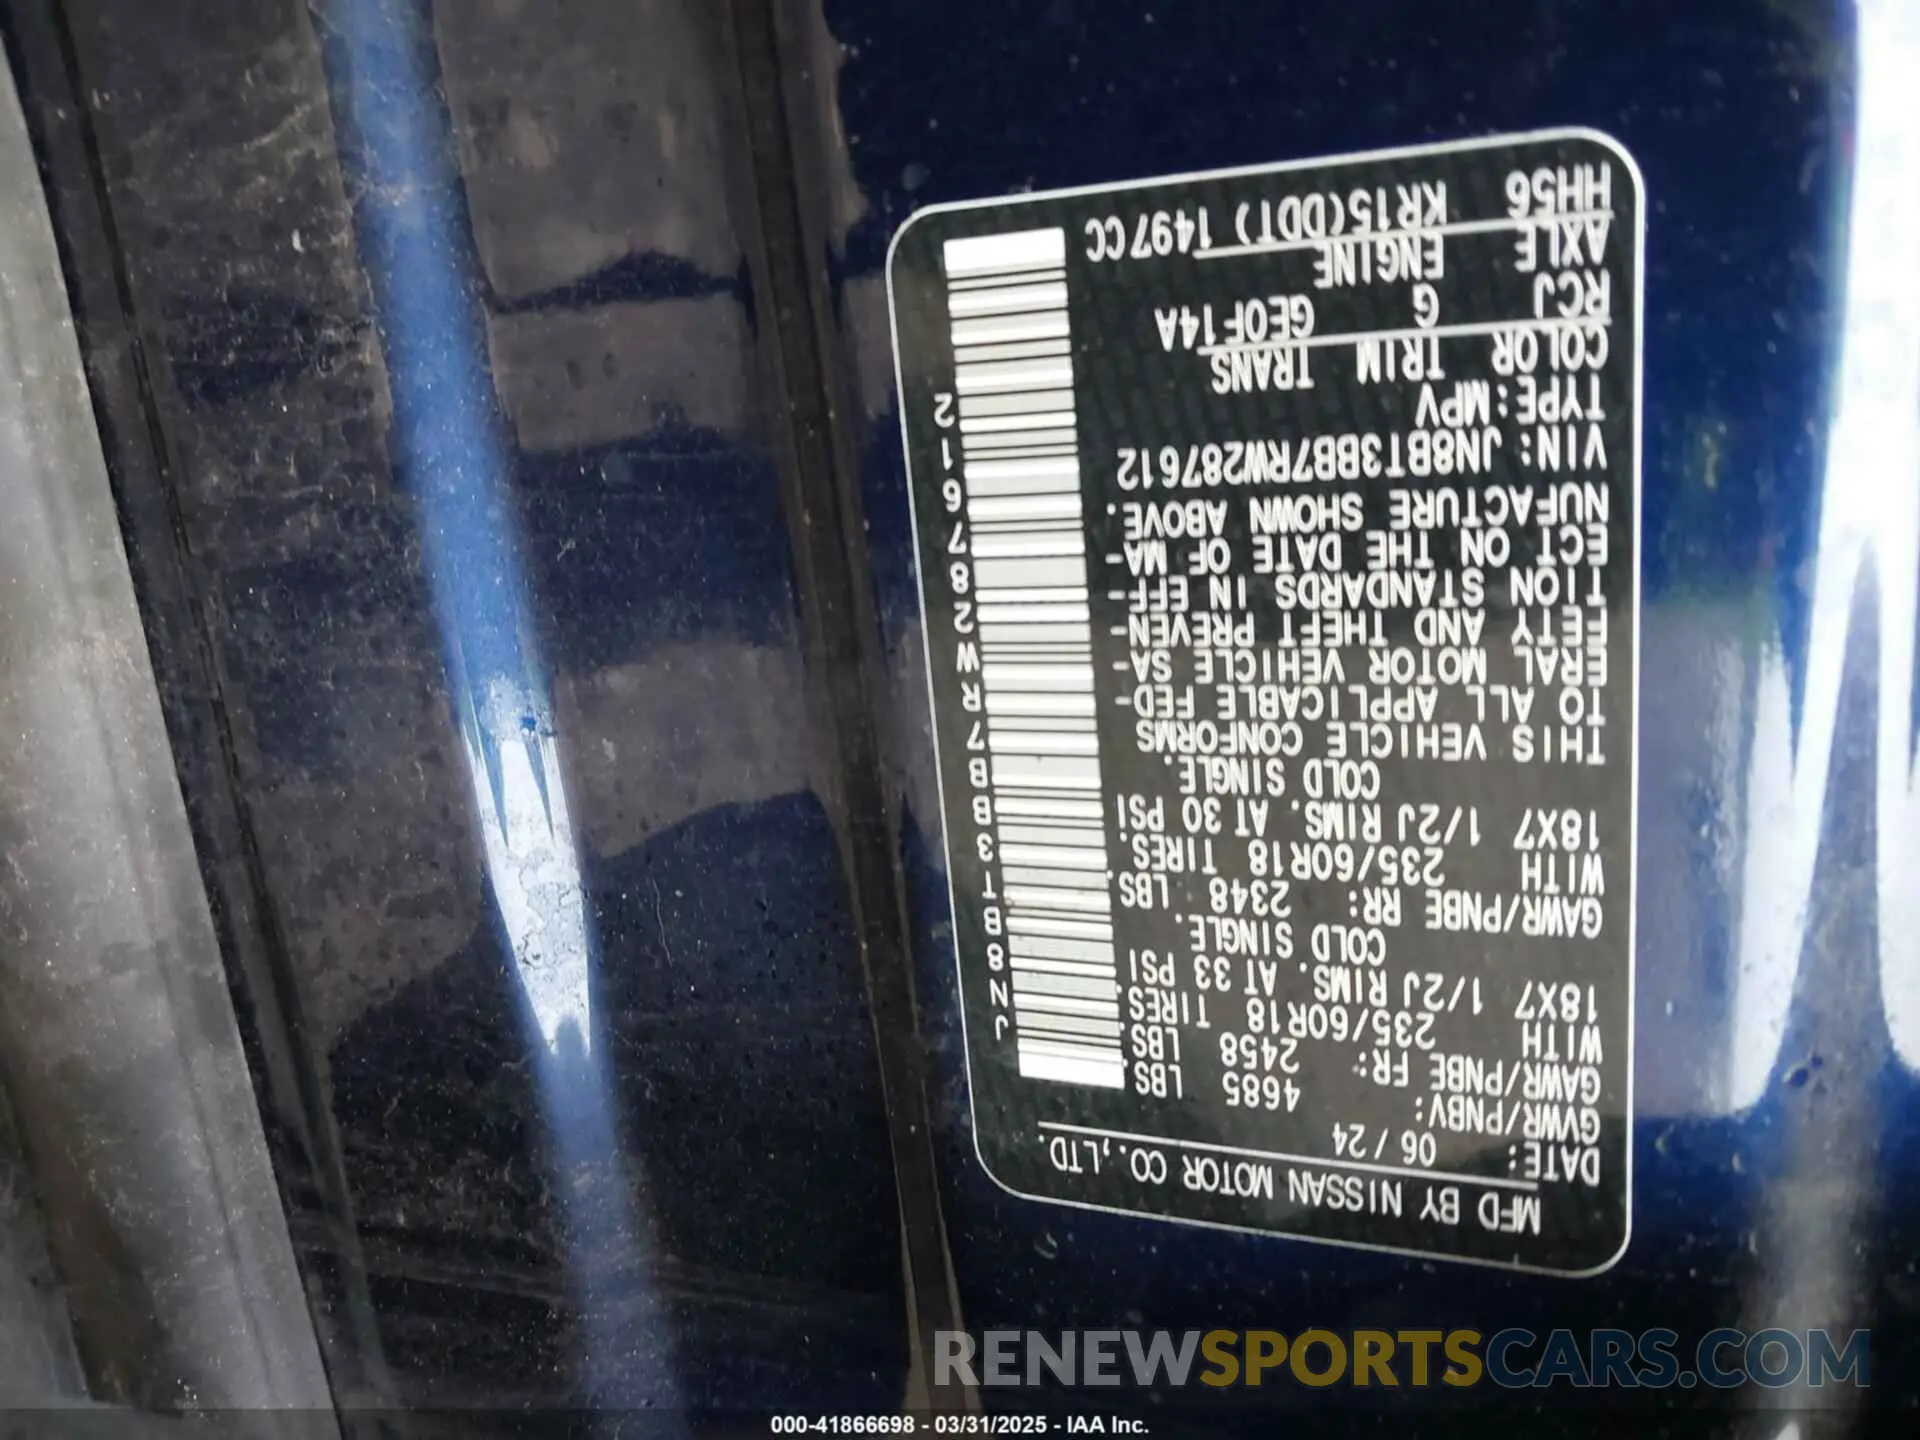 MFD BY NISSAN MOTOR CO.,LTD.
DATE: 06/24
GVWR/PNBV: 4685 LBS
GAWR/PNBE FR: 2458 LBS.
WITH 235/60R18 TIRES.
18X7 1/2J RIMS. AT 33 PSI
COLD SINGLE.
GAWR/PNBE RR: 2348 LBS.
WITH 235/60R18 TIRES.
18X7 1/2J RIMS. AT 30 PSI
COLD SINGLE.
THIS VEHICLE CONFORMS
TO ALL APPLICABLE FED-
ERAL MOTOR VEHICLE SA-
FETY AND THEFT PREVEN-
TION STANDARDS IN EFF-
ECT ON THE DATE OF MA-
NUFACTURE SHOWN ABOVE.
VIN: JN8BT3BB7RW287612
TYPE:MPV
COLOR TRIM TRANS
RCJ G GE0F14A
AXLE ENGINE
HH56 KR15(DDT) 1497CC
JN8BT3BB7RW287612
RENEWSPORTSCARS.COM
000-41866698 - 03/31/2025 - IAA Inc.